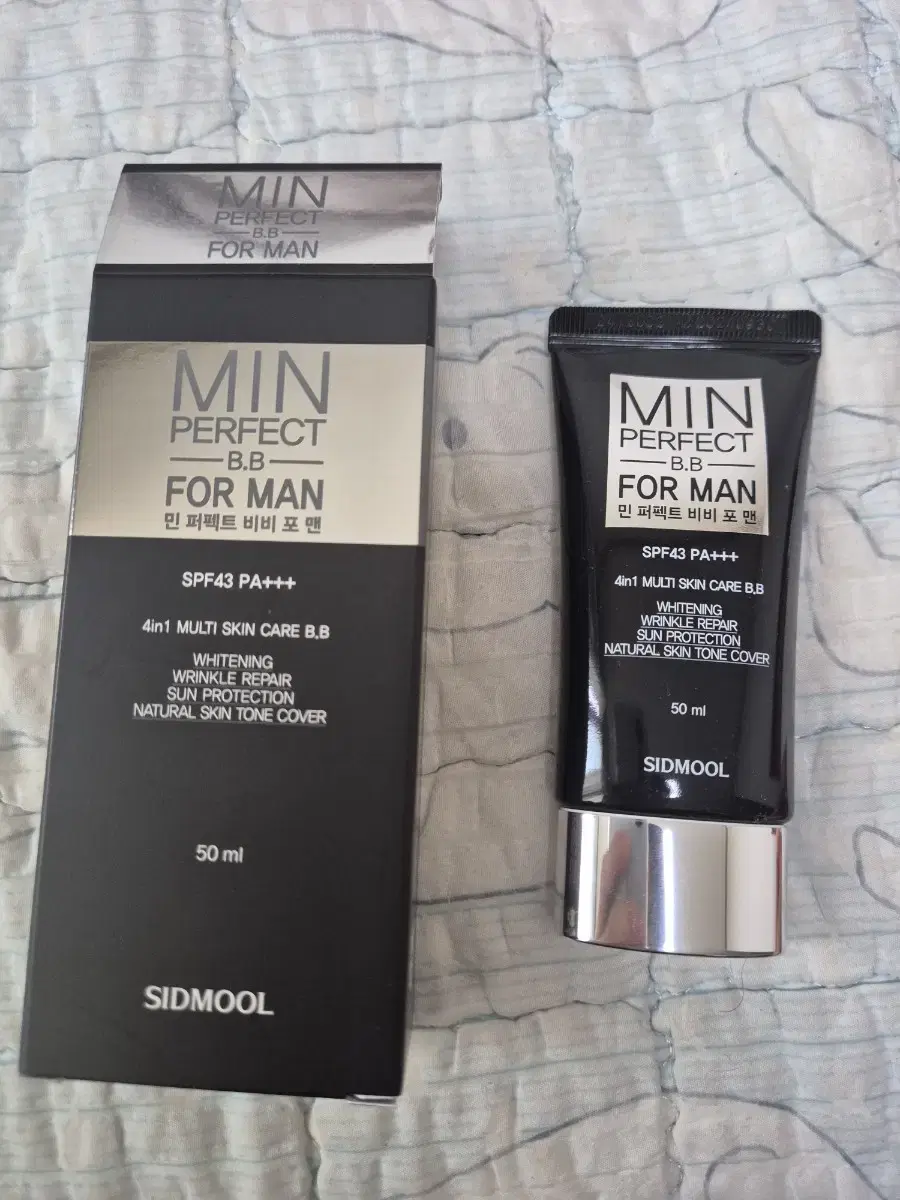 MIN
PERFECT
B.B
FOR MAN
MIN
PERFECT
B.B
FOR MAN
민 퍼펙트 비비 포 맨
SPF43 PA+++
4in1 MULTI SKIN CARE B.B
WHITENING
WRINKLE REPAIR
SUN PROTECTION
NATURAL SKIN TONE COVER
50 ml
SIDMOOL
MIN
PERFECT
B.B
FOR MAN
민 퍼펙트 비비 포 맨
SPF43 PA+++
4in1 MULTI SKIN CARE B.B
WHITENING
WRINKLE REPAIR
SUN PROTECTION
NATURAL SKIN TONE COVER
50 ml
SIDMOOL